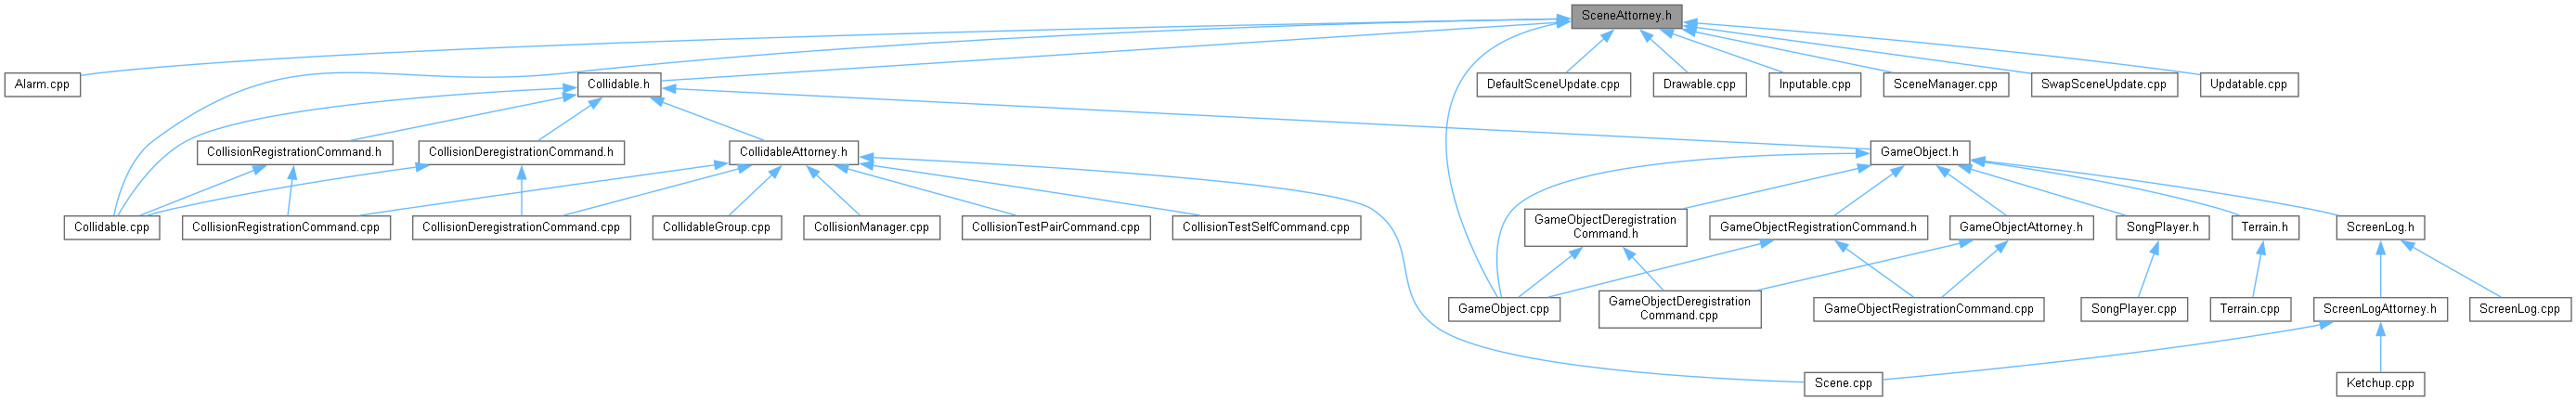 SceneAttorney.h
Alarm.cpp
Collidable.h
DefaultSceneUpdate.cpp
Drawable.cpp
Inputable.cpp
SceneManager.cpp
SwapSceneUpdate.cpp
Updatable.cpp
CollisionRegistrationCommand.h
CollisionDeregistrationCommand.h
CollidableAttorney.h
GameObject.h
Collidable.cpp
CollisionRegistrationCommand.cpp
CollisionDeregistrationCommand.cpp
CollidableGroup.cpp
CollisionManager.cpp
CollisionTestPairCommand.cpp
CollisionTestSelfCommand.cpp
GameObjectDeregistration
Command.h
GameObjectRegistrationCommand.h
GameObjectAttorney.h
SongPlayer.h
Terrain.h
ScreenLog.h
GameObject.cpp
GameObjectDeregistration
Command.cpp
GameObjectRegistrationCommand.cpp
SongPlayer.cpp
Terrain.cpp
ScreenLogAttorney.h
ScreenLog.cpp
Scene.cpp
Ketchup.cpp